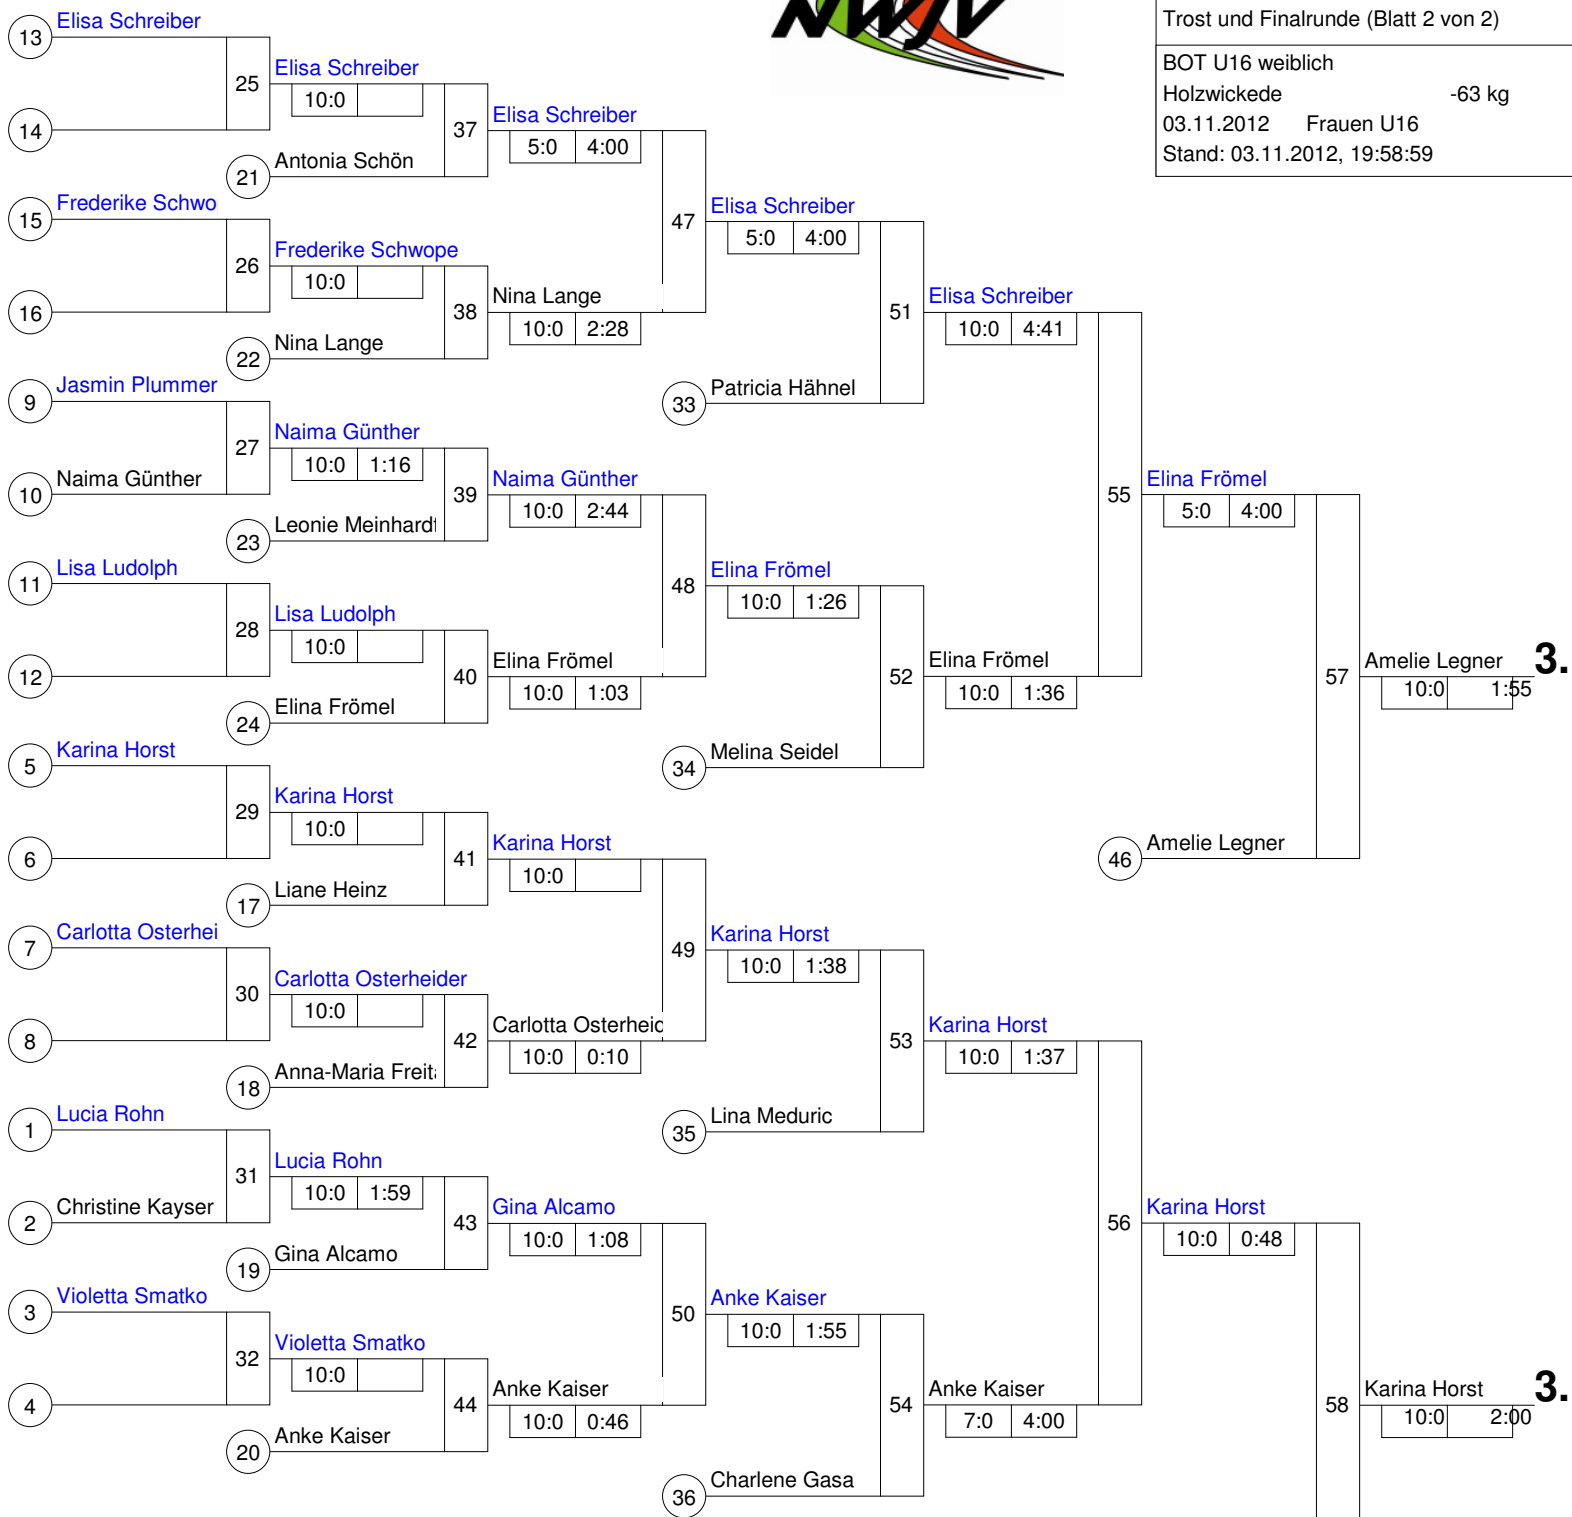 NWJV
Trost und Finalrunde (Blatt 2 von 2)
BOT U16 weiblich
Holzwickede -63 kg
03.11.2012 Frauen U16
Stand: 03.11.2012, 19:58:59
13 Elisa Schreiber
25 Elisa Schreiber
10:0
14
37 Elisa Schreiber
5:0 4:00
21 Antonia Schön
15 Frederike Schwo
47 Elisa Schreiber
5:0 4:00
26 Frederike Schwope
10:0
16
38 Nina Lange
10:0 2:28
22 Nina Lange
51 Elisa Schreiber
10:0 4:41
9 Jasmin Plummer
33 Patricia Hähnel
27 Naima Günther
10:0 1:16
10 Naima Günther
39 Naima Günther
10:0 2:44
23 Leonie Meinhardt
55 Elina Frömel
5:0 4:00
11 Lisa Ludolph
48 Elina Frömel
10:0 1:26
28 Lisa Ludolph
10:0
12
40 Elina Frömel
10:0 1:03
24 Elina Frömel
52 Elina Frömel
10:0 1:36
57 Amelie Legner 3.
10:0 1:55
5 Karina Horst
34 Melina Seidel
29 Karina Horst
10:0
6
41 Karina Horst
10:0
46 Amelie Legner
17 Liane Heinz
7 Carlotta Osterhei
49 Karina Horst
10:0 1:38
30 Carlotta Osterheider
10:0
8
42 Carlotta Osterheid
10:0 0:10
18 Anna-Maria Freita
53 Karina Horst
10:0 1:37
1 Lucia Rohn
35 Lina Meduric
31 Lucia Rohn
10:0 1:59
2 Christine Kayser
43 Gina Alcamo
10:0 1:08
19 Gina Alcamo
56 Karina Horst
10:0 0:48
3 Violetta Smatko
50 Anke Kaiser
10:0 1:55
32 Violetta Smatko
10:0
4
44 Anke Kaiser
10:0 0:46
20 Anke Kaiser
54 Anke Kaiser
7:0 4:00
58 Karina Horst 3.
10:0 2:00
36 Charlene Gasa